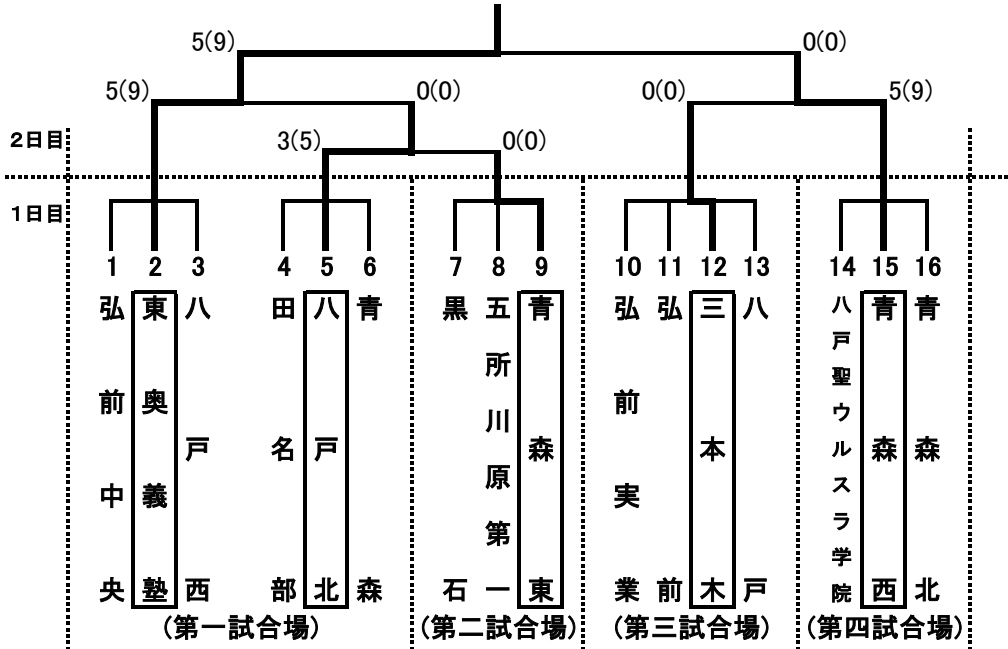 5(9)
0(0)
5(9)
0(0)
0(0)
5(9)
2日目
3(5)
0(0)
1日目
1
2
3
4
5
6
7
8
9
10
11
12
13
14
15
16
弘前中央
東奥義塾
八戸西
田名部
八戸北
青森
黒石
五所川原第一
青森東
弘前実業
弘前
三本木
八戸
八戸聖ウルスラ学院
青森西
青森北
(第一試合場)
(第二試合場)
(第三試合場)
(第四試合場)